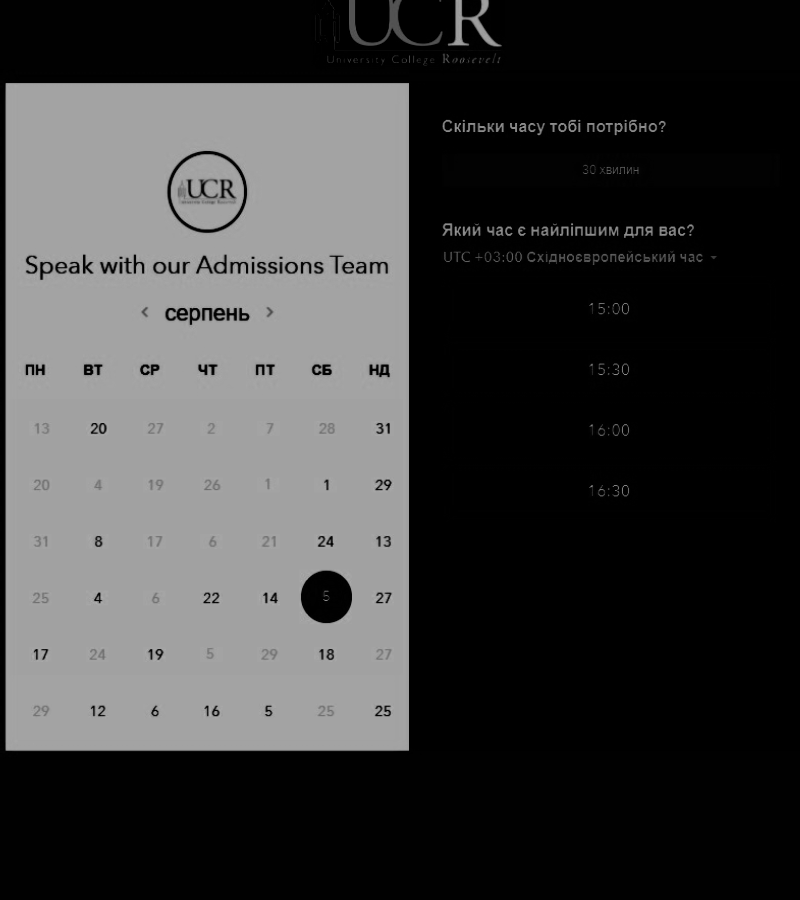 UCR
University College Roosevelt
UCR
University College Roosevelt
Speak with our Admissions Team
серпень
ПН ВТ СР ЧТ ПТ СБ НД
13 20 27 2 7 28 31
20 4 19 26 1 1 29
31 8 17 6 21 24 13
25 4 6 22 14 5 27
17 24 19 5 29 18 27
29 12 6 16 5 25 25
Скільки часу тобі потрібно?
30 хвилин
Який час є найліпшим для вас?
UTC +03:00 Східноєвропейський час
15:00
15:30
16:00
16:30